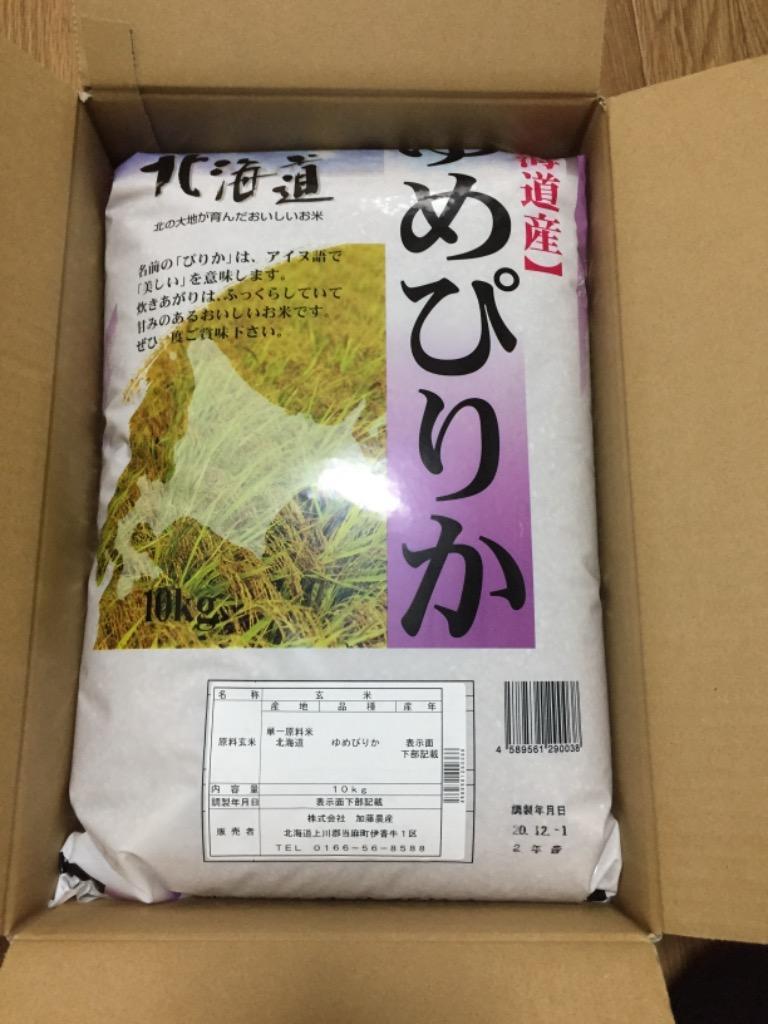 北海道
北の大地が育んだおいしいお米
名前の「ぴりか」は、アイヌ語で
「美しい」を意味します。
炊きあがりは、ふっくらしていて
甘みのあるおいしいお米です。
ぜひ一度ご賞味下さい。
海道産】
ゆめぴりか
10kg
名称 玄米
原料玄米 産地 品種 産年
単一原料米
北海道 ゆめぴりか 表示面
下部記載
内容量 10kg
調製年月日 表示面下部記載
販売者 株式会社 加藤農産
北海道上川郡当麻町伊香牛1区
TEL 0166-56-8588
4 589561 290038
調製年月日
20.12.-1
2年産